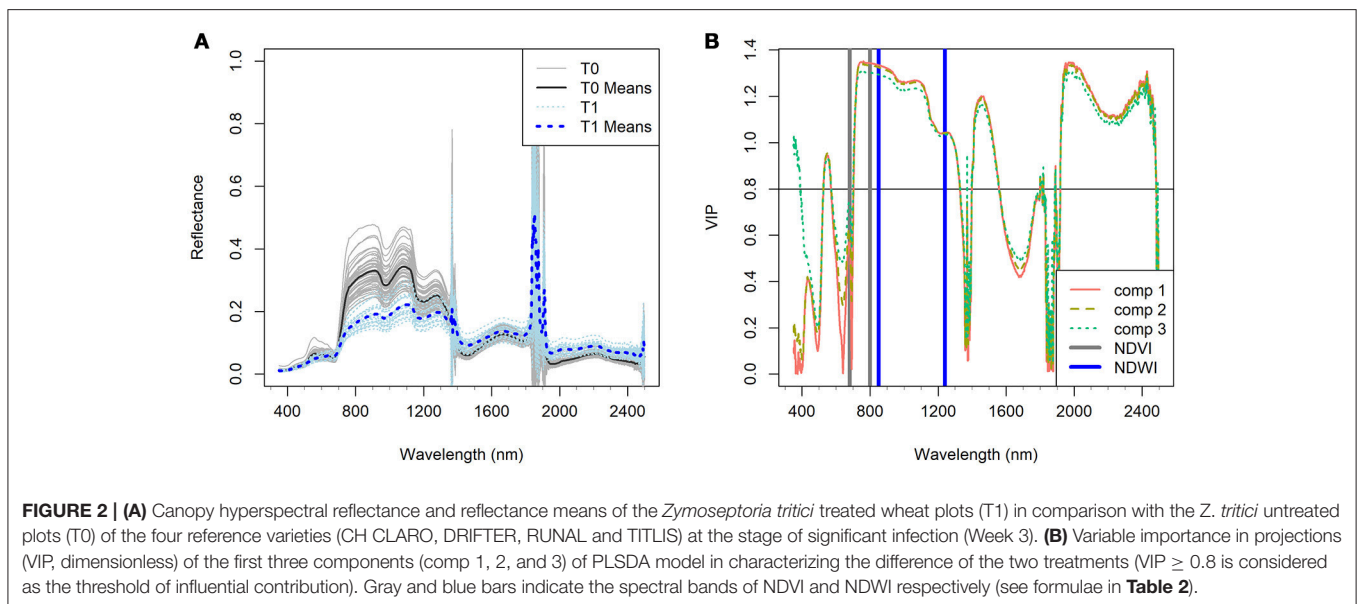 A
1.0
0.8
0.6
0.4
0.2
0.0
Reflectance
T0
T0 Means
T1
T1 Means
400 800 1200 1600 2000 2400
Wavelength (nm)
B
1.4
1.2
1.0
0.8
0.6
0.4
0.2
0.0
VIP
comp 1
comp 2
comp 3
NDVI
NDWI
400 800 1200 1600 2000 2400
Wavelength (nm)
FIGURE 2 | (A) Canopy hyperspectral reflectance and reflectance means of the Zymoseptoria tritici treated wheat plots (T1) in comparison with the Z. tritici untreated
plots (T0) of the four reference varieties (CH CLARO, DRIFTER, RUNAL and TITLIS) at the stage of significant infection (Week 3). (B) Variable importance in projections
(VIP, dimensionless) of the first three components (comp 1, 2, and 3) of PLSDA model in characterizing the difference of the two treatments (VIP ≥ 0.8 is considered
as the threshold of influential contribution). Gray and blue bars indicate the spectral bands of NDVI and NDWI respectively (see formulae in Table 2).